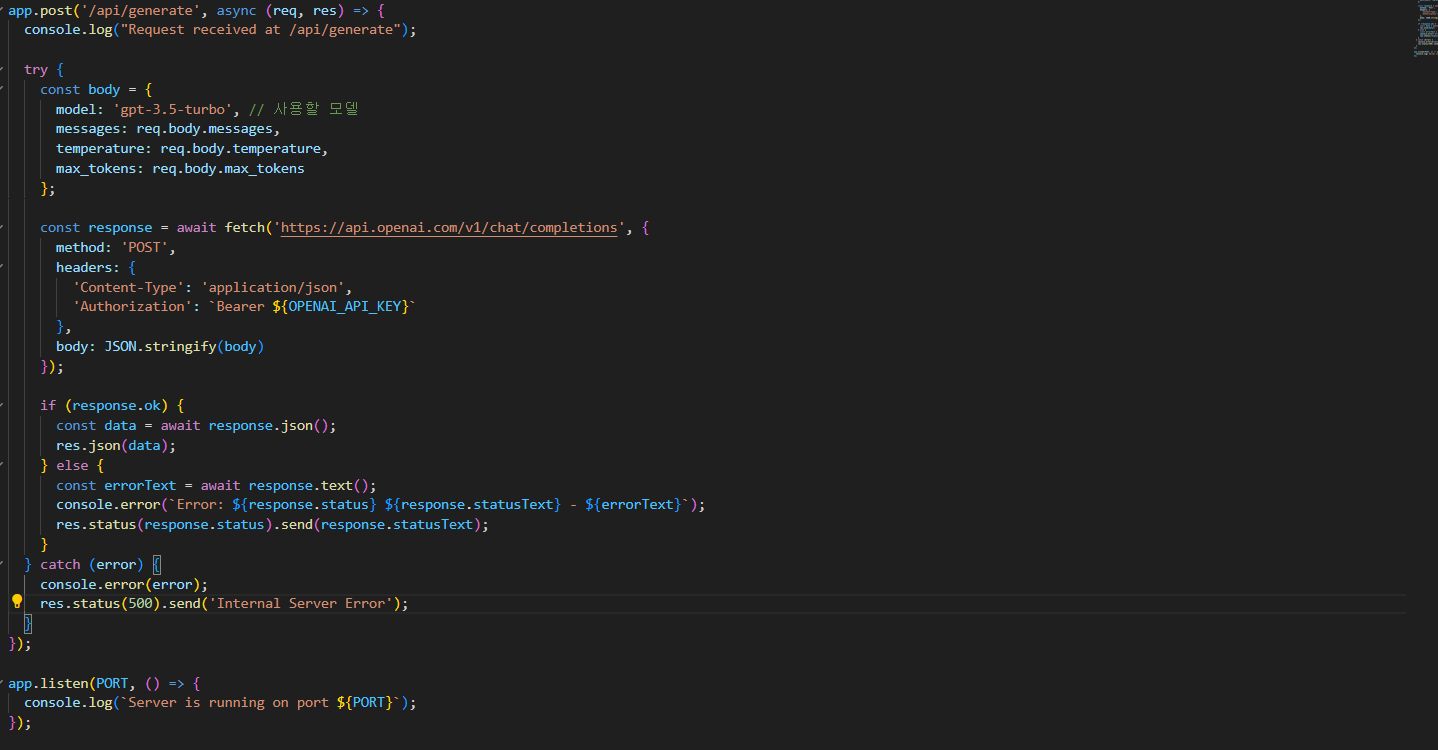 app.post('/api/generate', async (req, res) => {
  console.log("Request received at /api/generate");
  try {
    const body = {
      model: 'gpt-3.5-turbo', // 사용할 모델
      messages: req.body.messages,
      temperature: req.body.temperature,
      max_tokens: req.body.max_tokens
    };
    const response = await fetch('https://api.openai.com/v1/chat/completions', {
      method: 'POST',
      headers: {
        'Content-Type': 'application/json',
        'Authorization': `Bearer ${OPENAI_API_KEY}`
      },
      body: JSON.stringify(body)
    });
    if (response.ok) {
      const data = await response.json();
      res.json(data);
    } else {
      const errorText = await response.text();
      console.error(`Error: ${response.status} ${response.statusText} - ${errorText}`);
      res.status(response.status).send(response.statusText);
    }
  } catch (error) {
    console.error(error);
    res.status(500).send('Internal Server Error');
  }
});
app.listen(PORT, () => {
  console.log(`Server is running on port ${PORT}`);
});